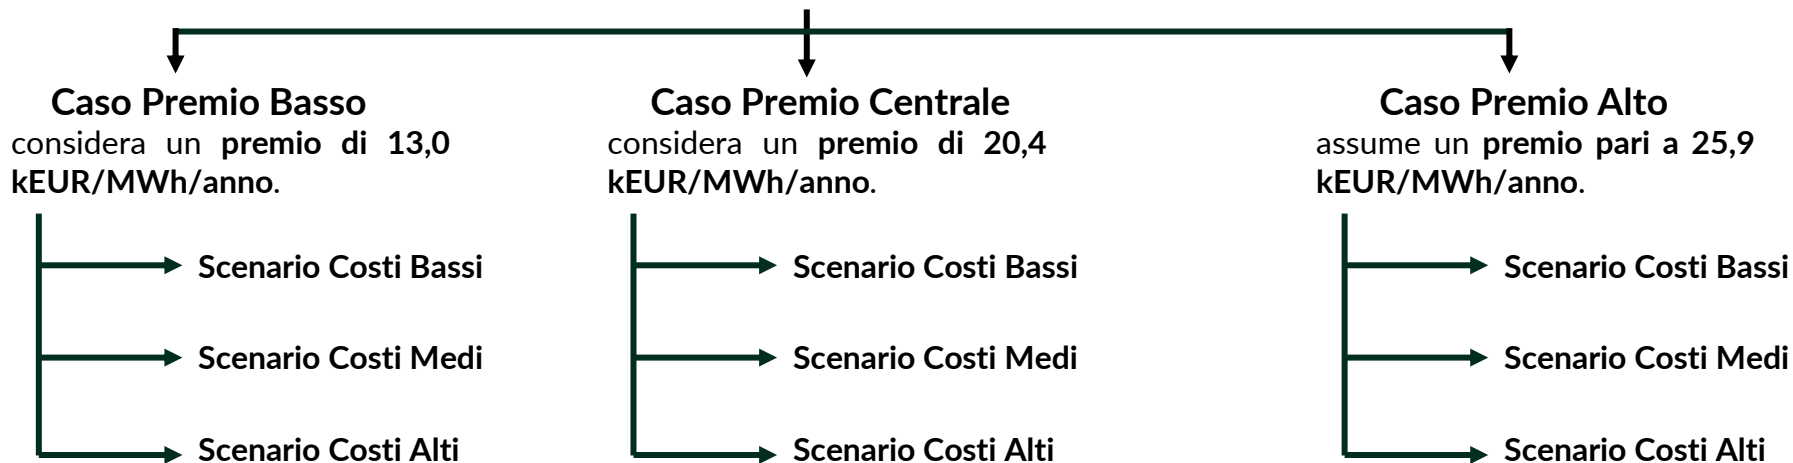 Caso Premio Basso
considera un premio di 13,0
kEUR/MWh/anno.
Scenario Costi Bassi
Scenario Costi Medi
Scenario Costi Alti
Caso Premio Centrale
considera un premio di 20,4
kEUR/MWh/anno.
Scenario Costi Bassi
Scenario Costi Medi
Scenario Costi Alti
Caso Premio Alto
assume un premio pari a 25,9
kEUR/MWh/anno.
Scenario Costi Bassi
Scenario Costi Medi
Scenario Costi Alti